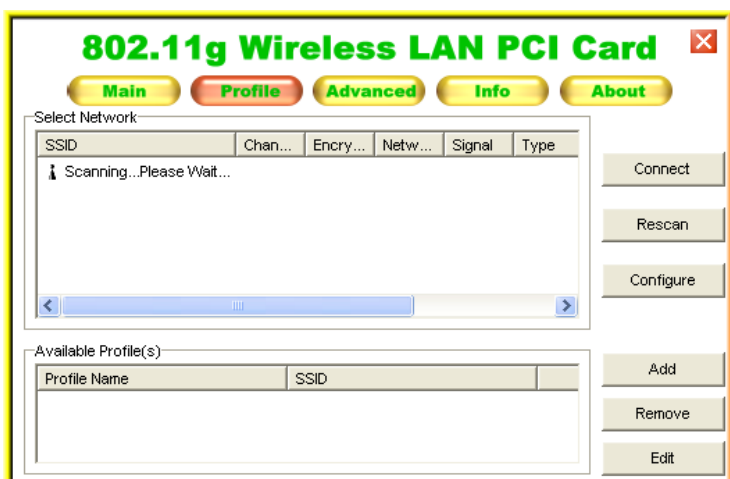 802.11g Wireless LAN PCI Card
Main Profile Advanced Info About
Select Network
SSID Chan... Encry... Netw... Signal Type
Scanning...Please Wait...
Connect
Rescan
Configure
Available Profile(s)
Profile Name SSID
Add
Remove
Edit